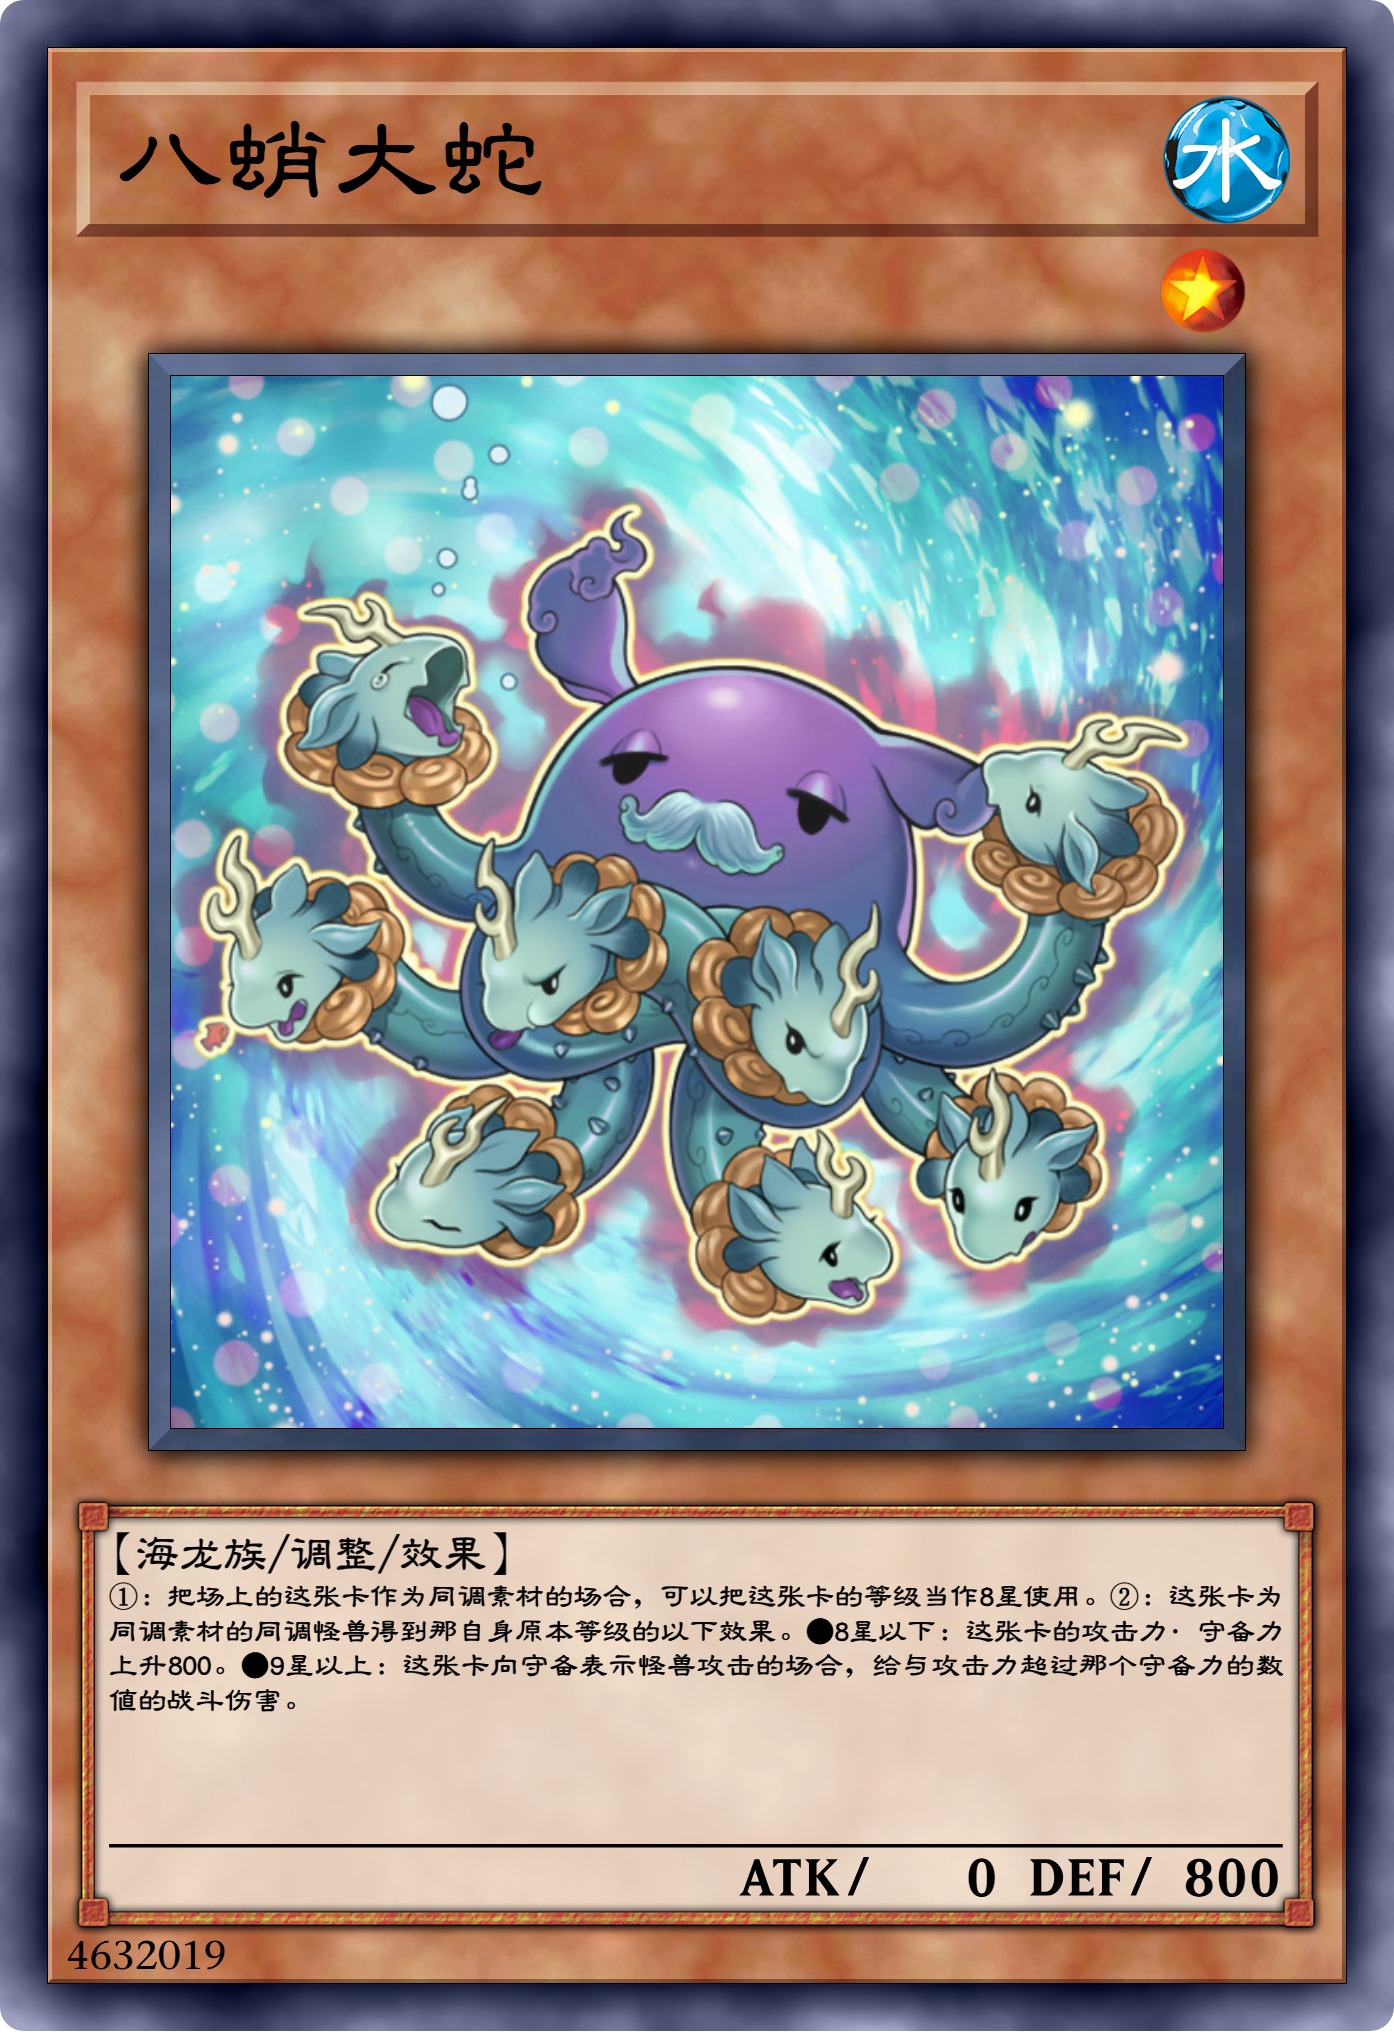 八蛸大蛇
水
【海龙族/调整/效果】
①：把场上的这张卡作为同调素材的场合，可以把这张卡的等级当作8星使用。②：这张卡为
同调素材的同调怪兽得到那自身原本等级的以下效果。●8星以下：这张卡的攻击力·守备力
上升800。●9星以上：这张卡向守备表示怪兽攻击的场合，给与攻击力超过那个守备力的数
值的战斗伤害。
ATK/ 0 DEF/ 800
4632019